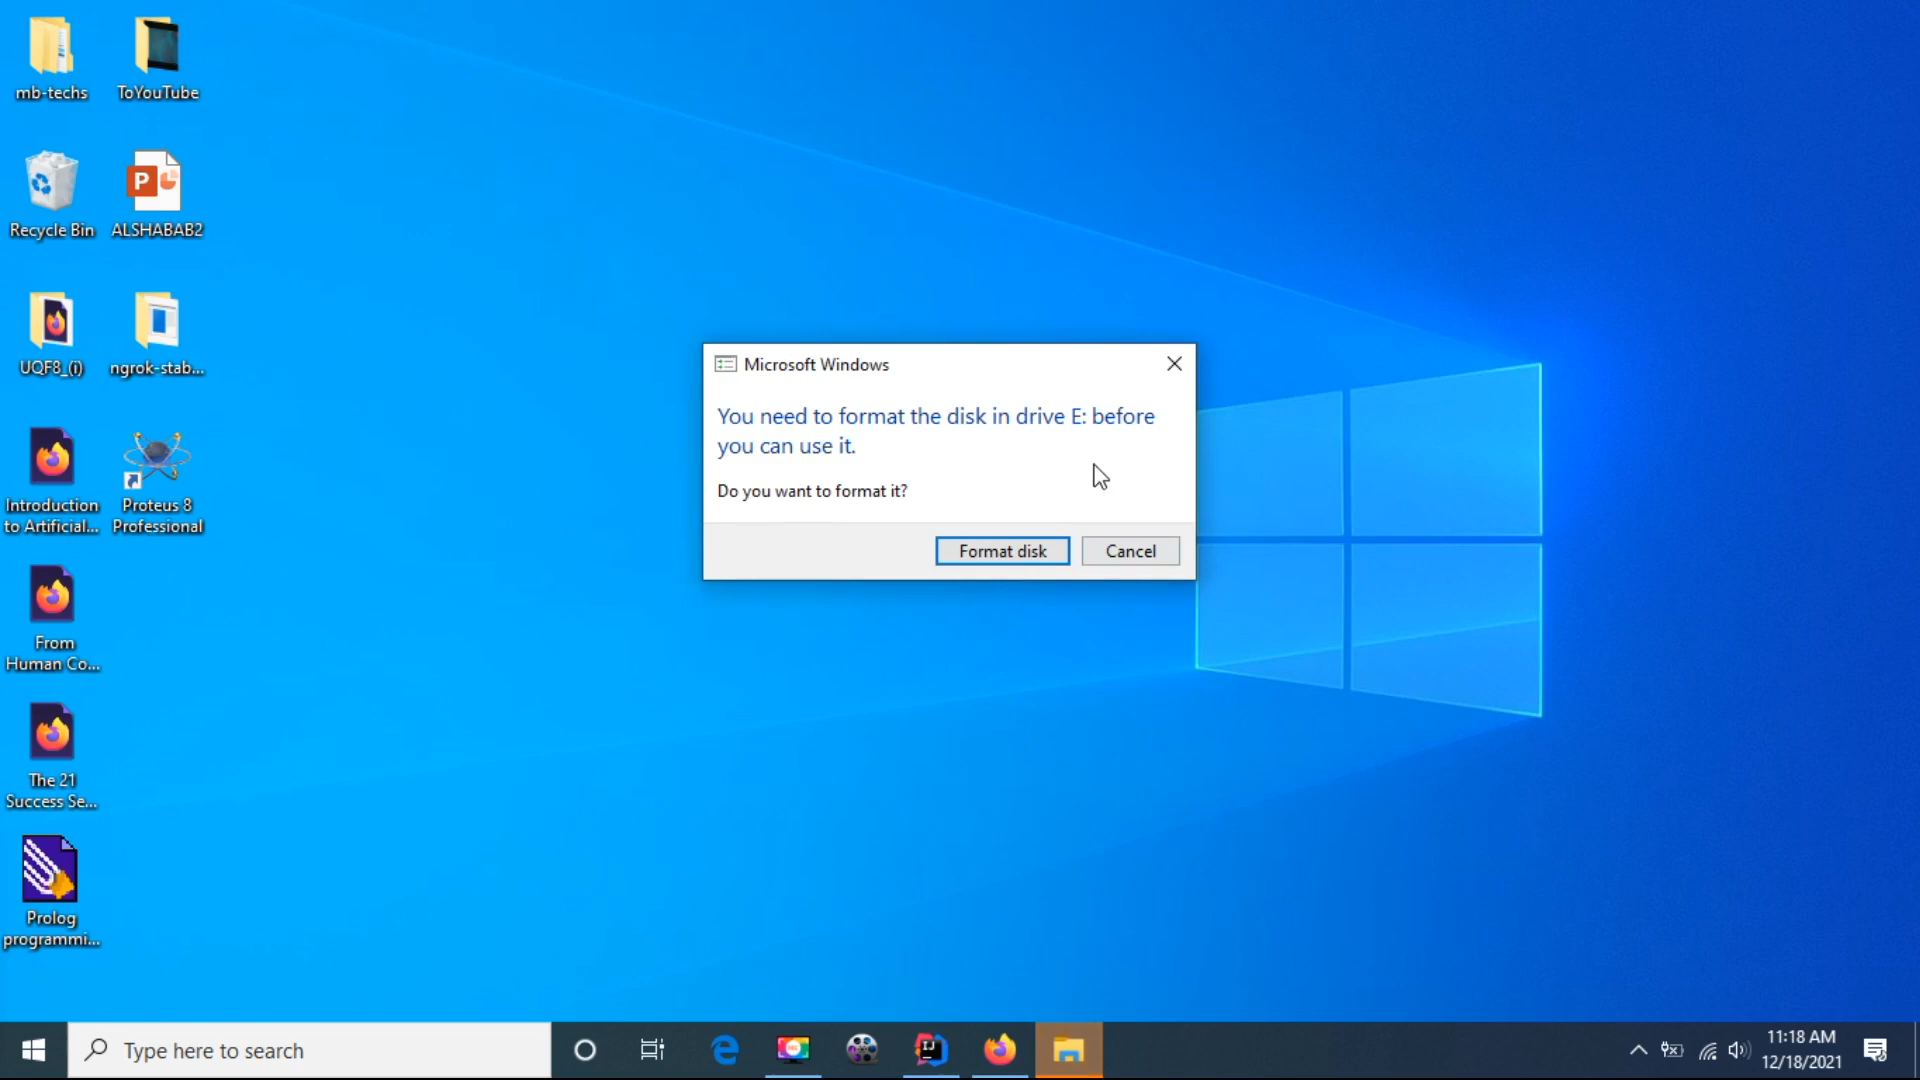 mb-techs
ToYouTube
Recycle Bin
P
ALSHABAB2
UQF8_(i)
ngrok-stab...
Introduction
to Artificial...
Proteus 8
Professional
From
Human Co...
The 21
Success Se...
Prolog
programmi...
Microsoft Windows
You need to format the disk in drive E: before
you can use it.
Do you want to format it?
Format disk
Cancel
Type here to search
IJ
11:18 AM
12/18/2021